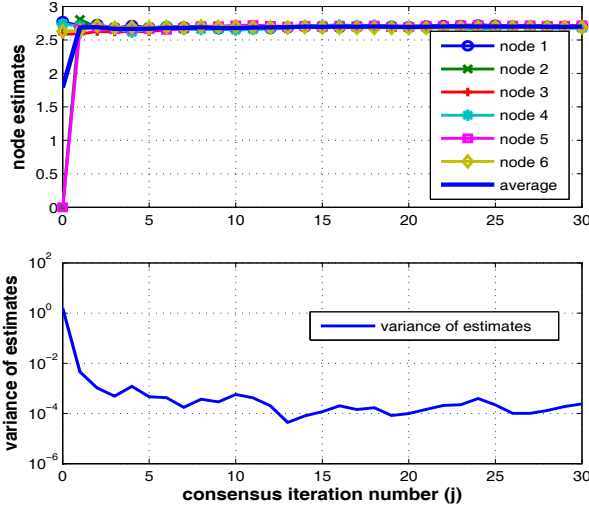 node estimates
3
2.5
2
1.5
1
0.5
0
0 5 10 15 20 25 30
node 1
node 2
node 3
node 4
node 5
node 6
average
variance of estimates
10^2
10^0
10^−2
10^−4
10^−6
variance of estimates
0 5 10 15 20 25 30
consensus iteration number (j)